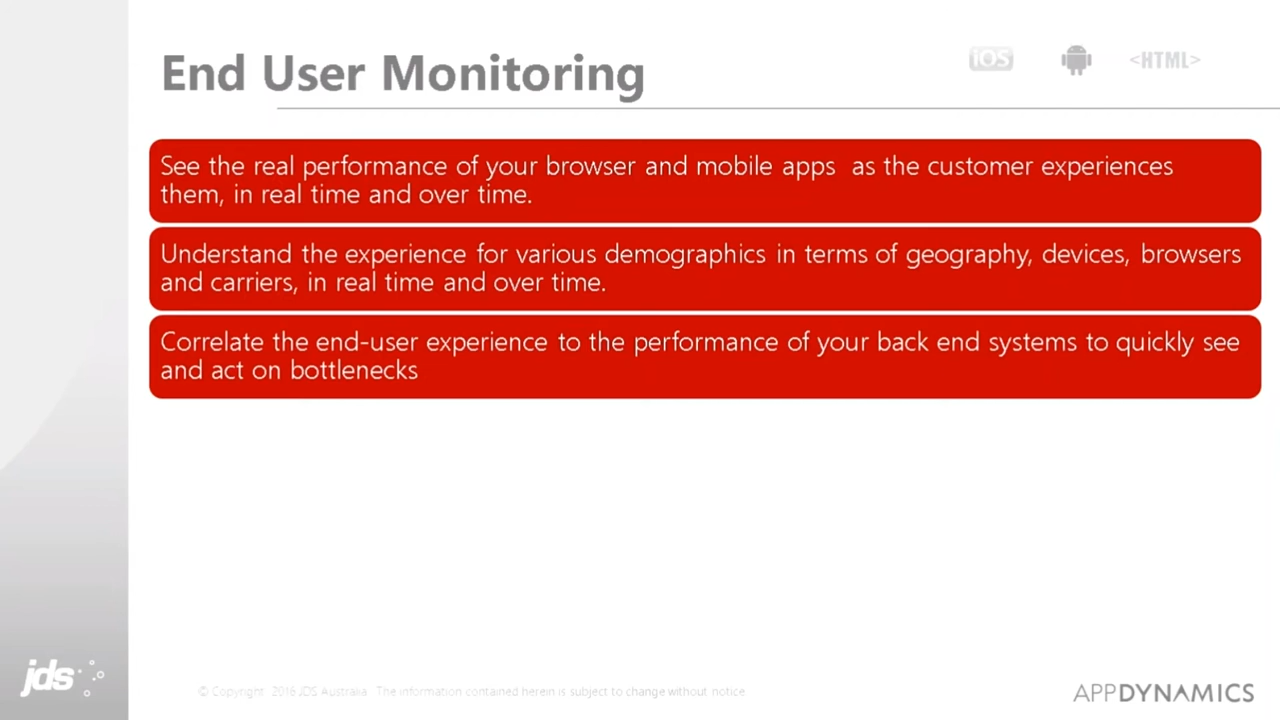 End User Monitoring
iOS
<HTML>
See the real performance of your browser and mobile apps as the customer experiences
them, in real time and over time.
Understand the experience for various demographics in terms of geography, devices, browsers
and carriers, in real time and over time.
Correlate the end-user experience to the performance of your back end systems to quickly see
and act on bottlenecks
jds
© Copyright 2016 JDS Australia The information contained herein is subject to change without notice
APPDYNAMICS